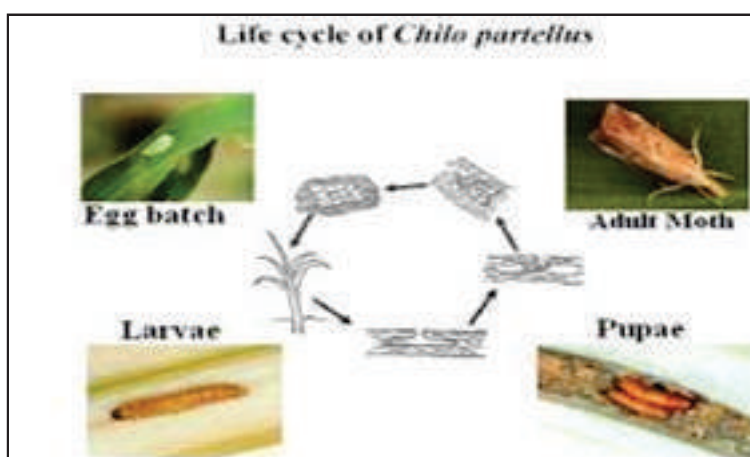 Life cycle of Chilo partellus
Egg batch
Adult Moth
Larvae
Pupae